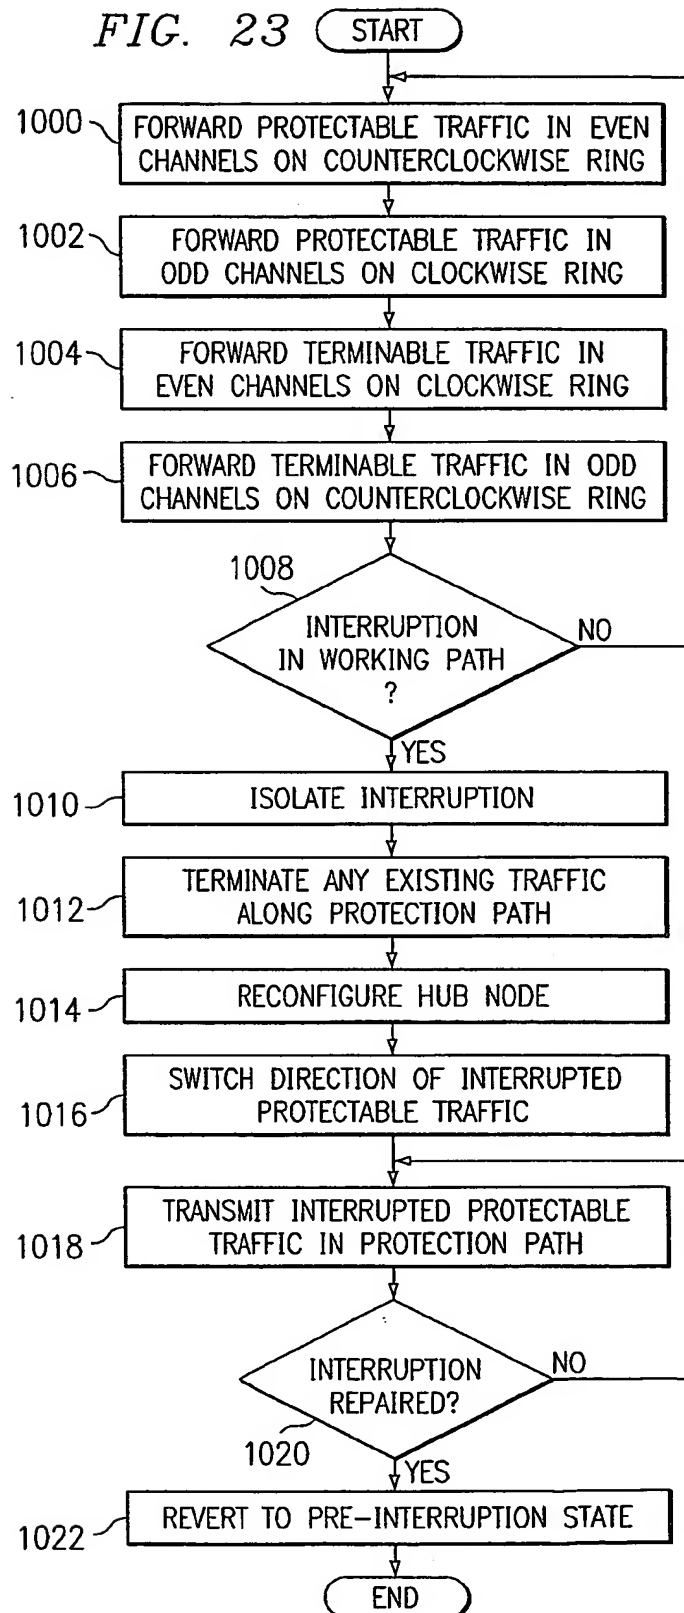 FIG. 23
START
1000
FORWARD PROTECTABLE TRAFFIC IN EVEN
CHANNELS ON COUNTERCLOCKWISE RING
1002
FORWARD PROTECTABLE TRAFFIC IN
ODD CHANNELS ON CLOCKWISE RING
1004
FORWARD TERMINABLE TRAFFIC IN
EVEN CHANNELS ON CLOCKWISE RING
1006
FORWARD TERMINABLE TRAFFIC IN ODD
CHANNELS ON COUNTERCLOCKWISE RING
1008
INTERRUPTION
IN WORKING PATH
?
NO
YES
1010
ISOLATE INTERRUPTION
1012
TERMINATE ANY EXISTING TRAFFIC
ALONG PROTECTION PATH
1014
RECONFIGURE HUB NODE
1016
SWITCH DIRECTION OF INTERRUPTED
PROTECTABLE TRAFFIC
1018
TRANSMIT INTERRUPTED PROTECTABLE
TRAFFIC IN PROTECTION PATH
INTERRUPTION
REPAIRED?
NO
1020
YES
1022
REVERT TO PRE-INTERRUPTION STATE
END